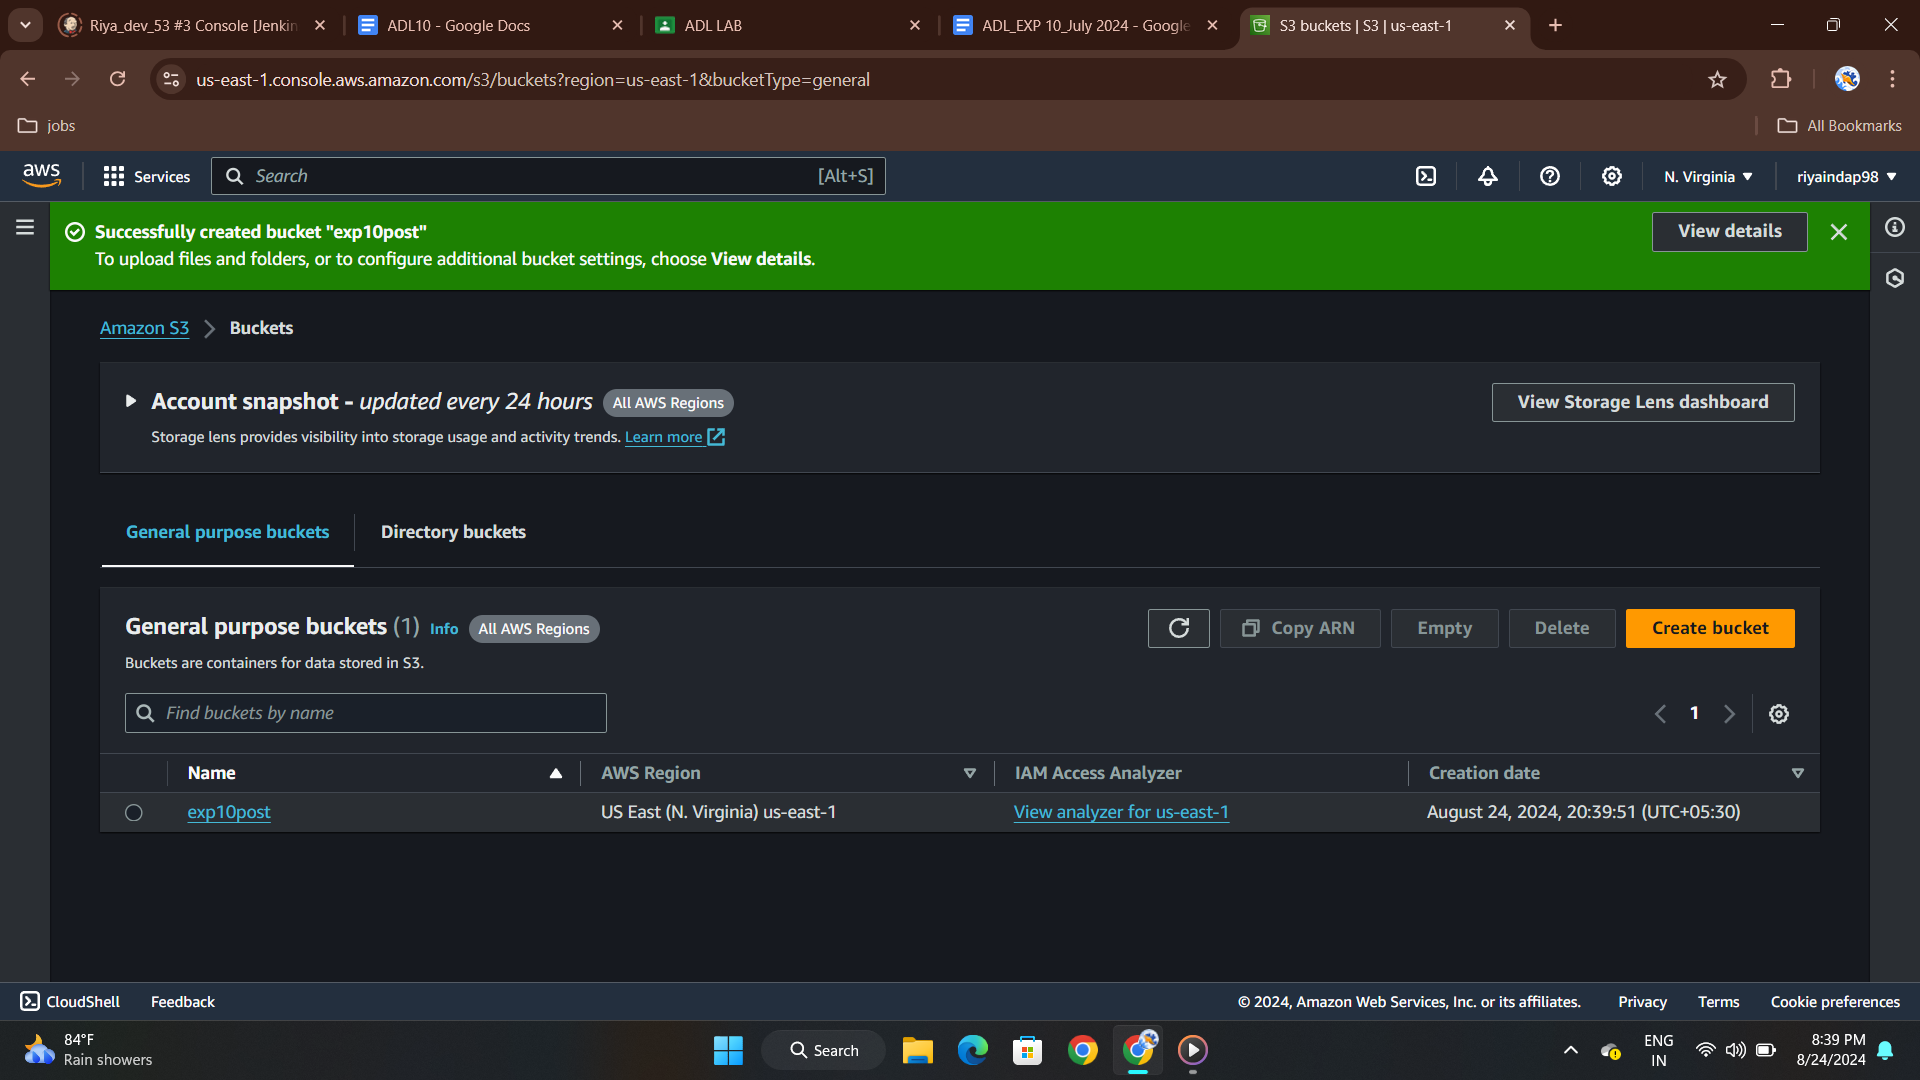 Riya_dev_53 #3 Console [Jenkin
ADL10 - Google Docs
ADL LAB
ADL_EXP 10_July 2024 - Google
S3 buckets | S3 | us-east-1
us-east-1.console.aws.amazon.com/s3/buckets?region=us-east-1&bucketType=general
jobs
All Bookmarks
aws
Services
Search
[Alt+S]
N. Virginia
riyaindap98
Successfully created bucket "exp10post"
To upload files and folders, or to configure additional bucket settings, choose View details.
View details
Amazon S3
Buckets
Account snapshot - updated every 24 hours
All AWS Regions
Storage lens provides visibility into storage usage and activity trends. Learn more
View Storage Lens dashboard
General purpose buckets
Directory buckets
General purpose buckets (1)
Info
All AWS Regions
Buckets are containers for data stored in S3.
Copy ARN
Empty
Delete
Create bucket
Find buckets by name
1
Name
AWS Region
IAM Access Analyzer
Creation date
exp10post
US East (N. Virginia) us-east-1
View analyzer for us-east-1
August 24, 2024, 20:39:51 (UTC+05:30)
CloudShell
Feedback
© 2024, Amazon Web Services, Inc. or its affiliates.
Privacy
Terms
Cookie preferences
84°F
Rain showers
Search
ENG
IN
8:39 PM
8/24/2024